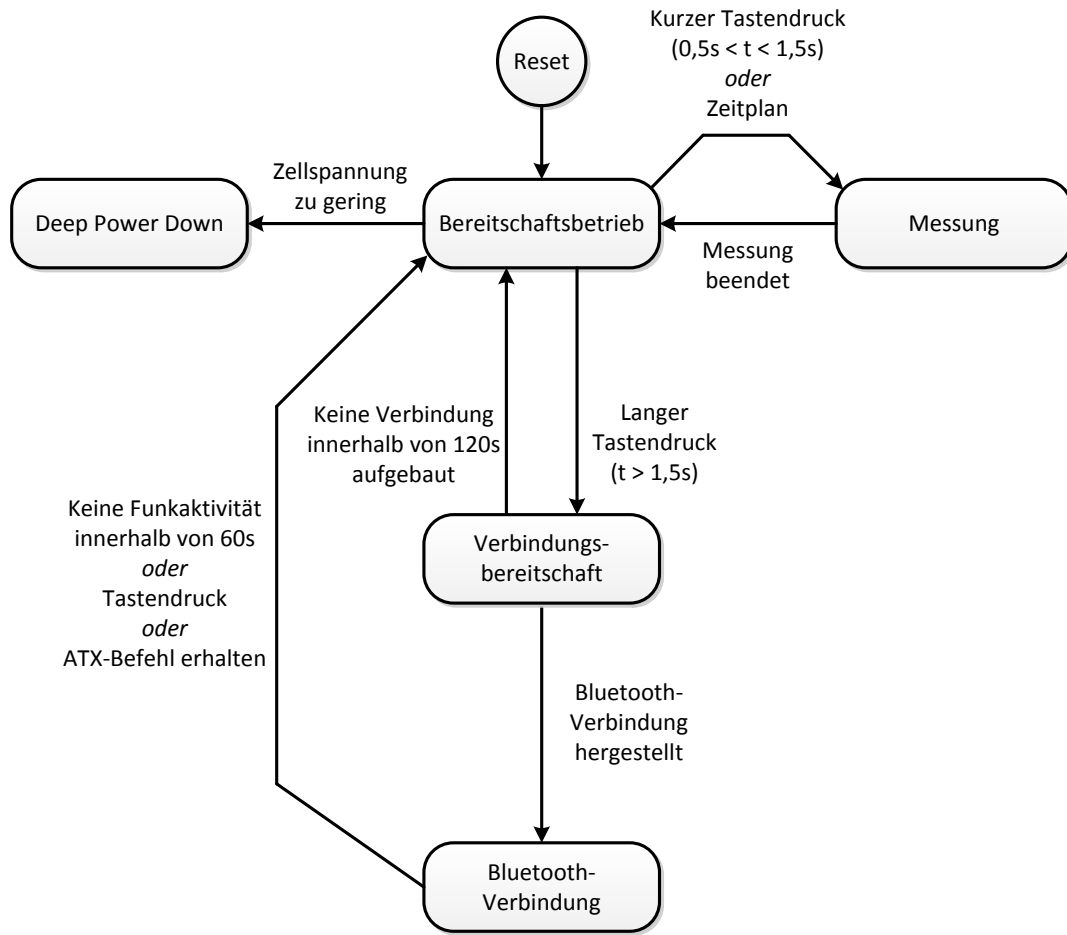 Kurzer Tastendruck
(0,5s < t < 1,5s)
oder
Zeitplan
Reset
Zellspannung
zu gering
Deep Power Down
Bereitschaftsbetrieb
Messung
Messung
beendet
Keine Verbindung
innerhalb von 120s
aufgebaut
Langer
Tastendruck
(t > 1,5s)
Keine Funkaktivität
innerhalb von 60s
oder
Tastendruck
oder
ATX-Befehl erhalten
Verbindungs-
bereitschaft
Bluetooth-
Verbindung
hergestellt
Bluetooth-
Verbindung